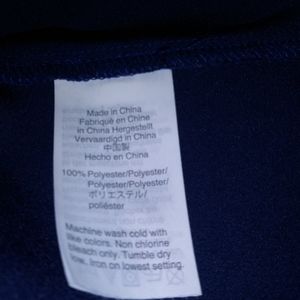 Made in China
Fabriqué en Chine
in China Hergestellt
Vervaardigd in China
中国製
Hecho en China
100% Polyester/Polyester/
Polyester/Polyester/
ポリエステル/
poliéster
Machine wash cold with
like colors. Non chlorine
bleach only. Tumble dry
low. Iron on lowest setting.